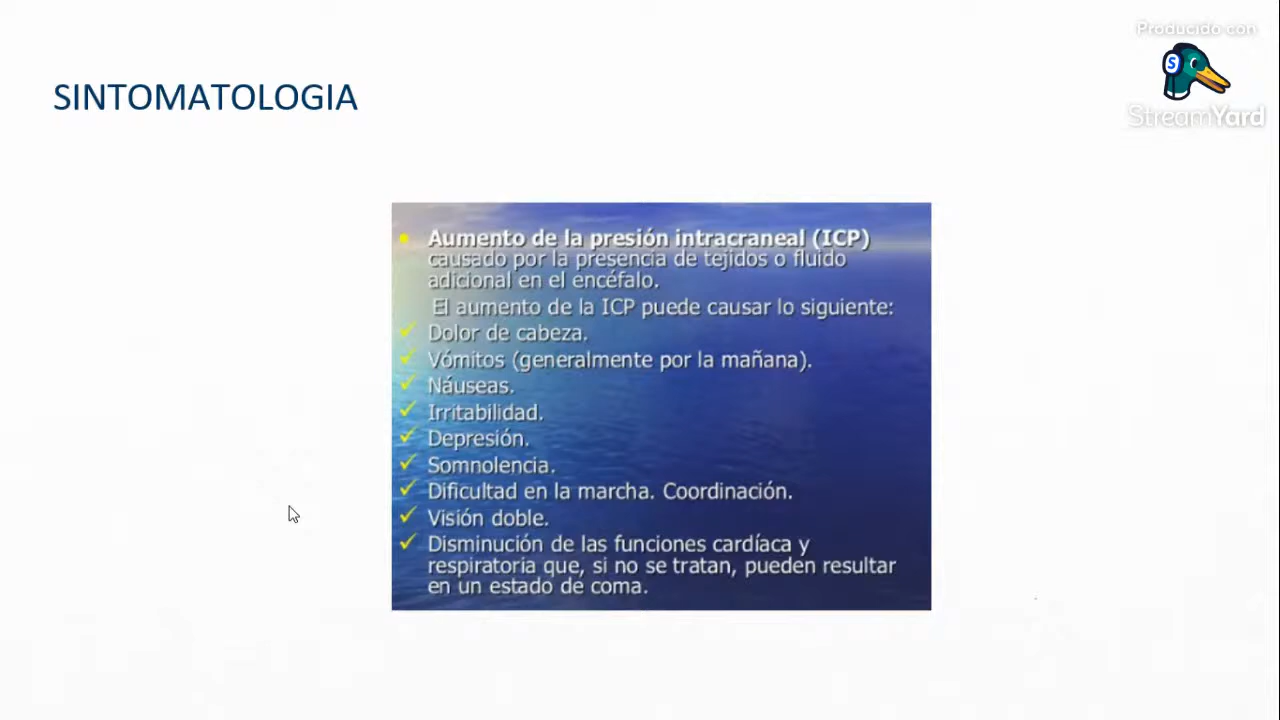 Producido con
StreamYard
SINTOMATOLOGIA
Aumento de la presión intracraneal (ICP)
causado por la presencia de tejidos o fluido
adicional en el encéfalo.
El aumento de la ICP puede causar lo siguiente:
Dolor de cabeza.
Vómitos (generalmente por la mañana).
Náuseas.
Irritabilidad.
Depresión.
Somnolencia.
Dificultad en la marcha. Coordinación.
Visión doble.
Disminución de las funciones cardíaca y
respiratoria que, si no se tratan, pueden resultar
en un estado de coma.